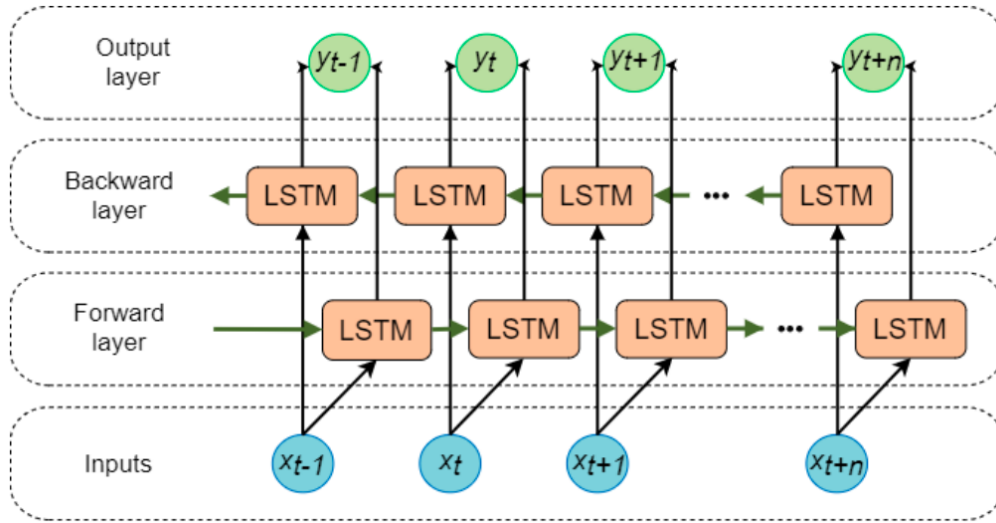 Output
layer
yt-1
yt
yt+1
yt+n
Backward
layer
LSTM
LSTM
LSTM
...
LSTM
Forward
layer
LSTM
LSTM
LSTM
...
LSTM
Inputs
xt-1
xt
xt+1
xt+n